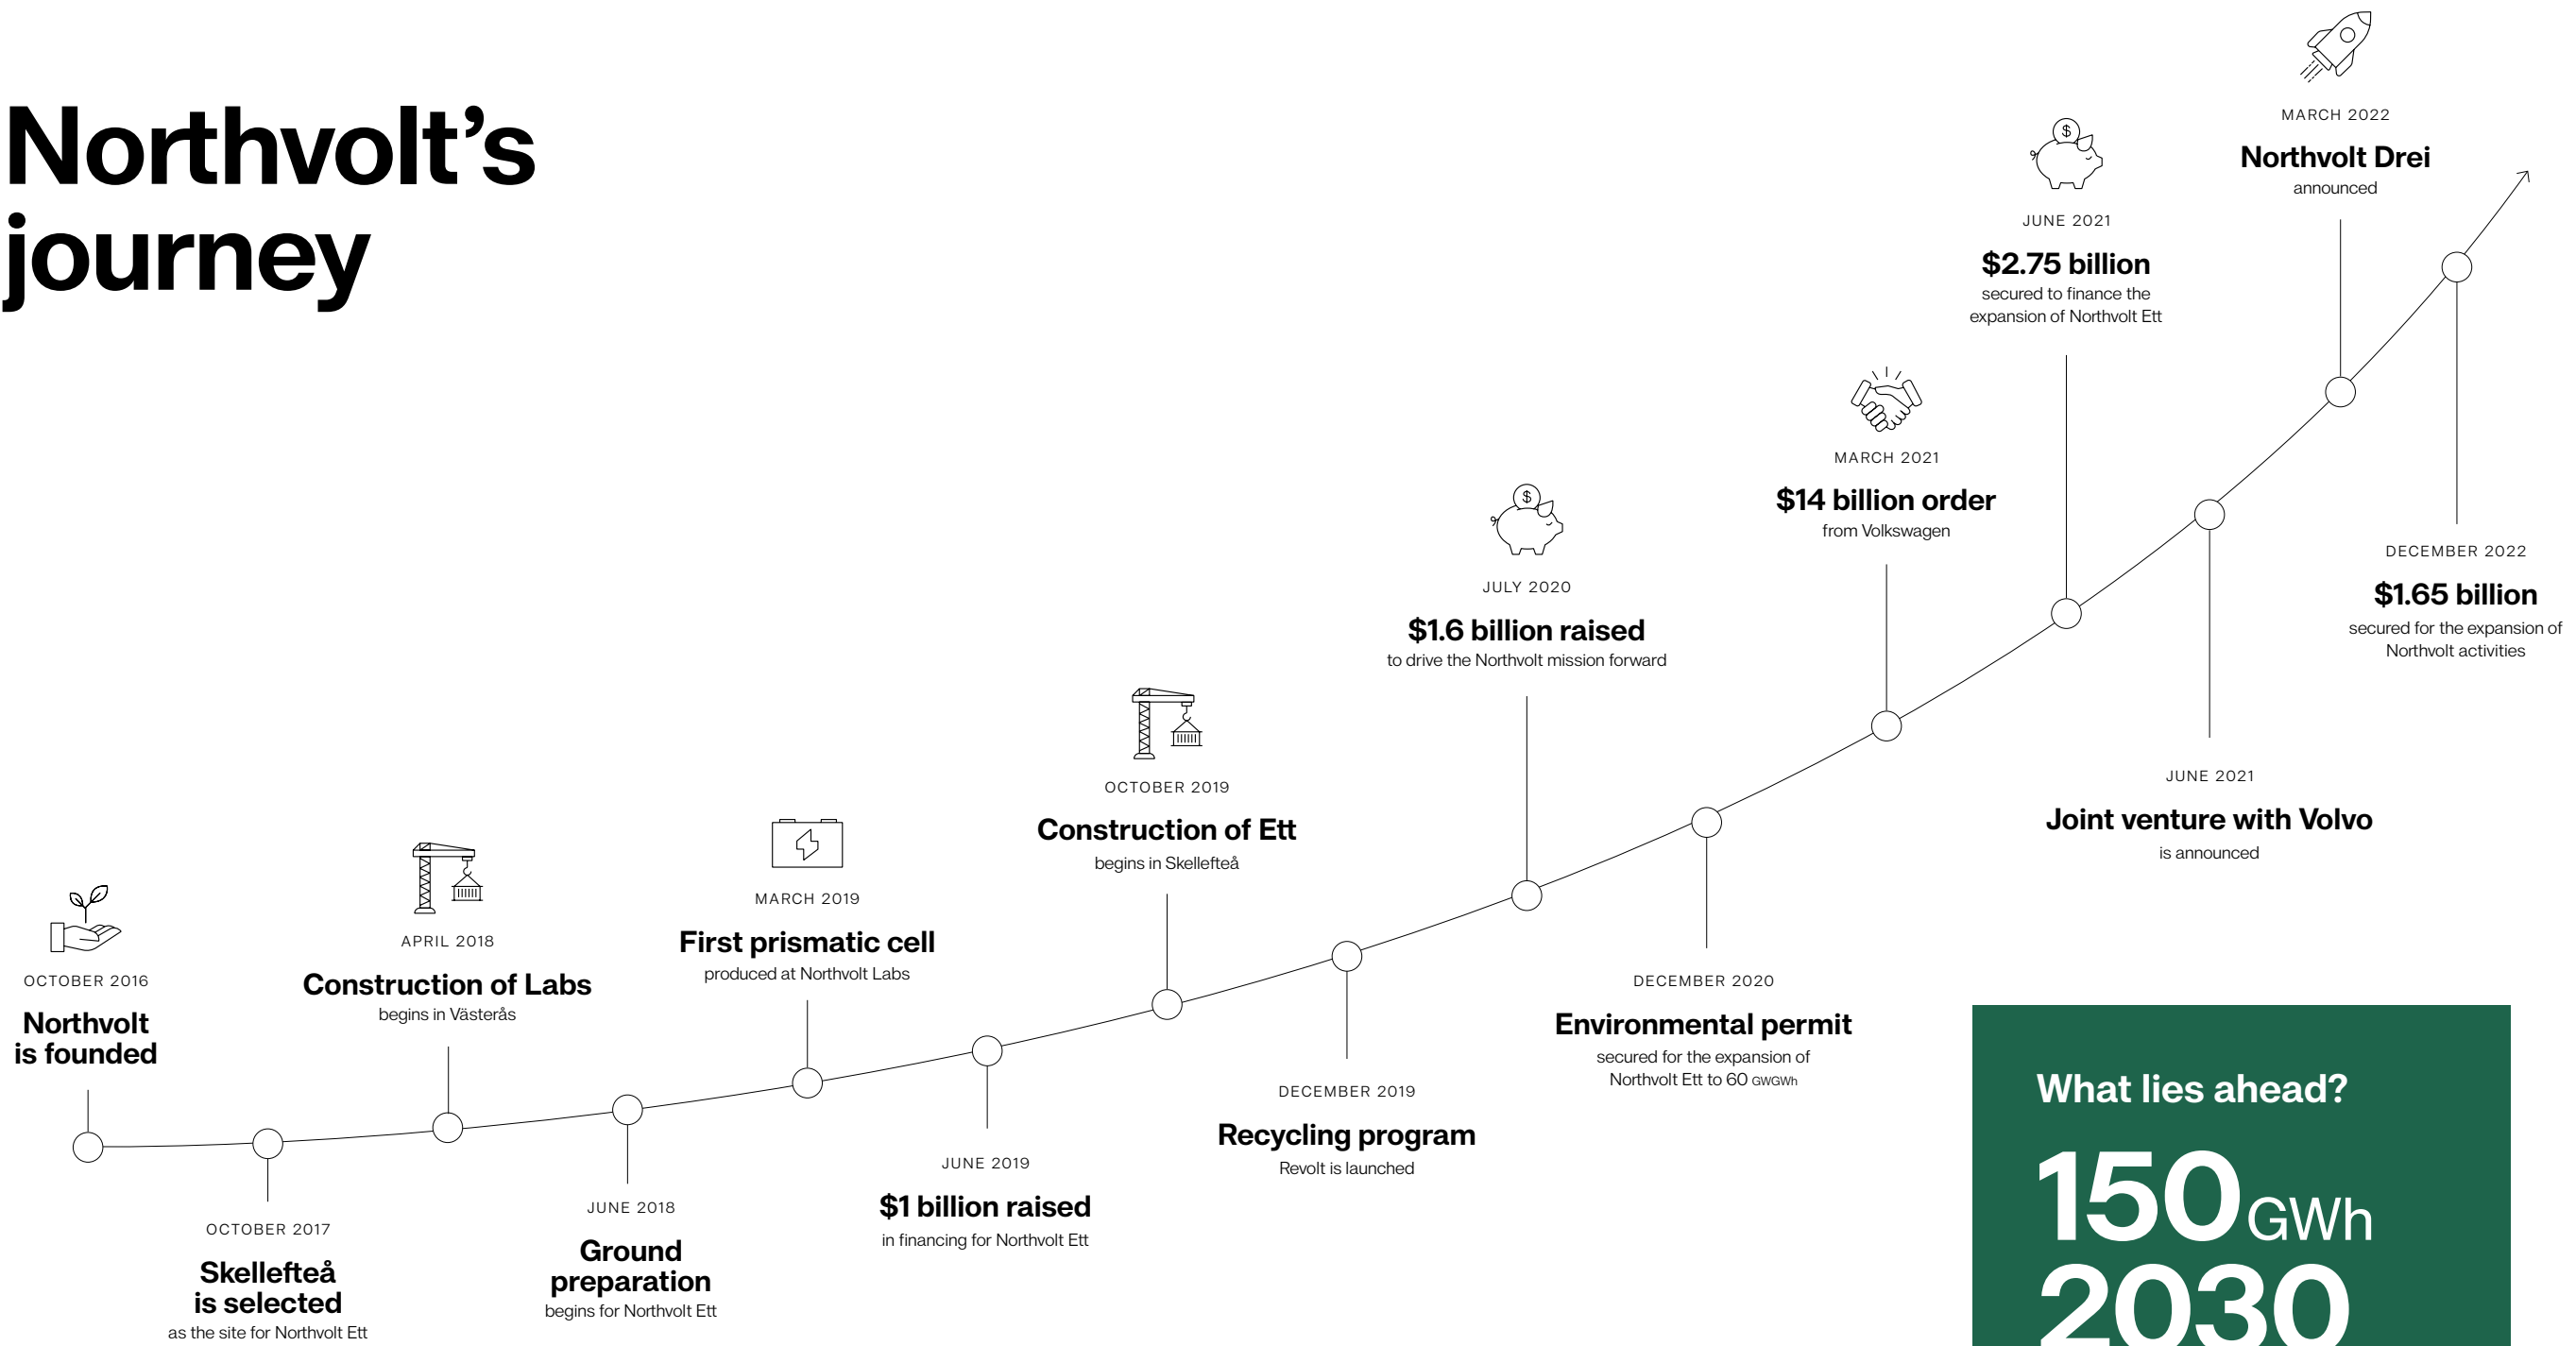 Northvolt’s
journey
OCTOBER 2016
Northvolt
is founded
OCTOBER 2017
Skellefteå
is selected
as the site for Northvolt Ett
APRIL 2018
Construction of Labs
begins in Västerås
JUNE 2018
Ground
preparation
begins for Northvolt Ett
MARCH 2019
First prismatic cell
produced at Northvolt Labs
JUNE 2019
$1 billion raised
in financing for Northvolt Ett
OCTOBER 2019
Construction of Ett
begins in Skellefteå
DECEMBER 2019
Recycling program
Revolt is launched
JULY 2020
$1.6 billion raised
to drive the Northvolt mission forward
DECEMBER 2020
Environmental permit
secured for the expansion of
Northvolt Ett to 60 GWGWh
MARCH 2021
$14 billion order
from Volkswagen
$
JUNE 2021
$2.75 billion
secured to finance the
expansion of Northvolt Ett
$
JUNE 2021
Joint venture with Volvo
is announced
MARCH 2022
Northvolt Drei
announced
DECEMBER 2022
$1.65 billion
secured for the expansion of
Northvolt activities
What lies ahead?
150 GWh
2030